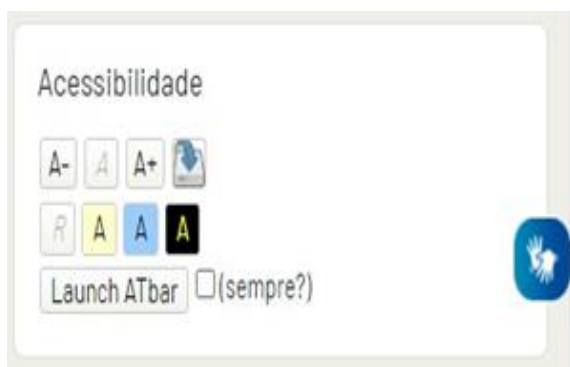 Acessibilidade
A- A A+
R A A A
Launch ATbar (sempre?)